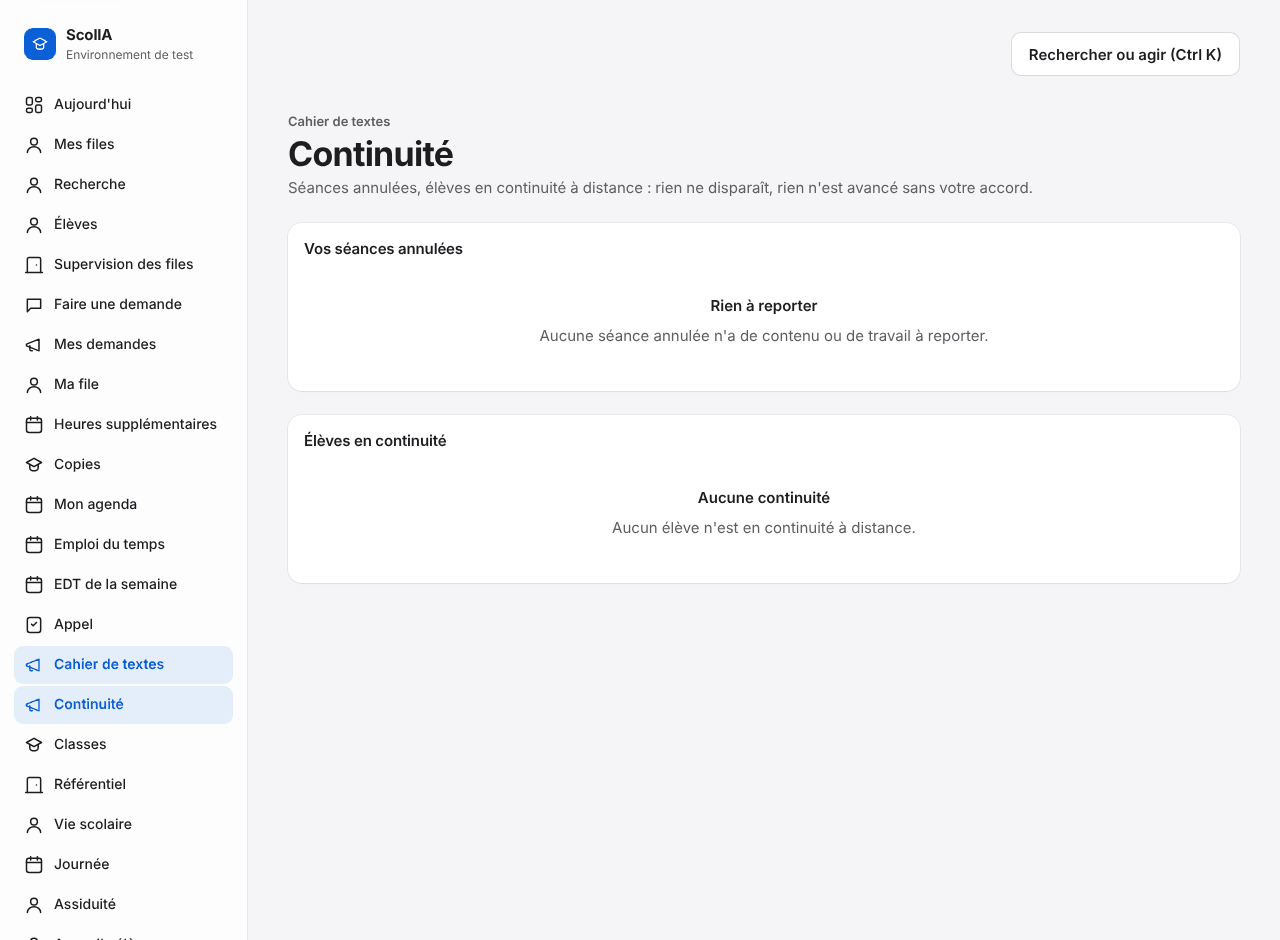 ScolIA
Environnement de test
Aujourd'hui
Mes files
Recherche
Élèves
Supervision des files
Faire une demande
Mes demandes
Ma file
Heures supplémentaires
Copies
Mon agenda
Emploi du temps
EDT de la semaine
Appel
Cahier de textes
Continuité
Classes
Référentiel
Vie scolaire
Journée
Assiduité
Rechercher ou agir (Ctrl K)
Cahier de textes
Continuité
Séances annulées, élèves en continuité à distance : rien ne disparaît, rien n'est avancé sans votre accord.
Vos séances annulées
Rien à reporter
Aucune séance annulée n'a de contenu ou de travail à reporter.
Élèves en continuité
Aucune continuité
Aucun élève n'est en continuité à distance.